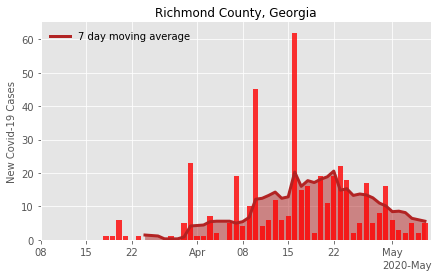 Richmond County, Georgia
7 day moving average
New Covid-19 Cases
60
50
40
30
20
10
0
08 15 22 Apr 08 15 22 May
2020-May